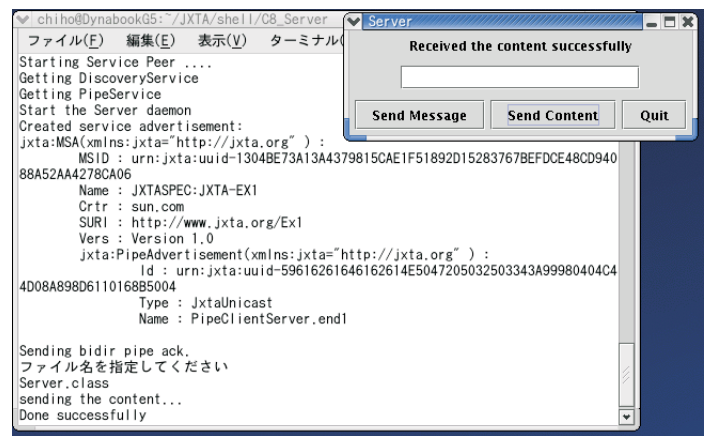 chiho@DynabookG5:~/JXTA/shell/C8_Server
ファイル(F) 編集(E) 表示(V) ターミナル(
Server
Received the content successfully
Send Message Send Content Quit
Starting Service Peer ....
Getting DiscoveryService
Getting PipeService
Start the Server daemon
Created service advertisement:
jxta:MSA(xmlns:jxta="http://jxta.org" ) :
MSID : urn:jxta:uuid-1304BE73A13A4379815CAE1F51892D15283767BEFDCE48CD940
88A52AA4278CA06
Name : JXTASPEC:JXTA-EX1
Crtr : sun.com
SURI : http://www.jxta.org/Ex1
Vers : Version 1.0
jxta:PipeAdvertisement(xmlns:jxta="http://jxta.org" ) :
Id : urn:jxta:uuid-59616261646162614E5047205032503343A99980404C4
4D08A898D6110168B5004
Type : JxtaUnicast
Name : PipeClientServer.end1
Sending bidir pipe ack.
ファイル名を指定してください
Server.class
sending the content...
Done successfully